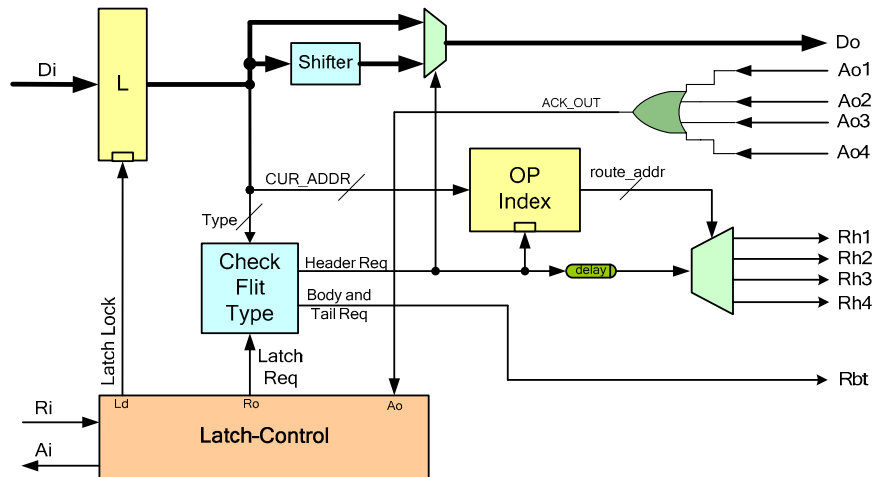 Di
L
Shifter
Do
Ao1
Ao2
Ao3
Ao4
ACK_OUT
CUR_ADDR
OP
Index
route_addr
Type
Check
Flit
Type
Header Req
Body and
Tail Req
delay
Rh1
Rh2
Rh3
Rh4
Rbt
Latch Lock
Latch
Req
Ld
Ro
Ao
Latch-Control
Ri
Ai